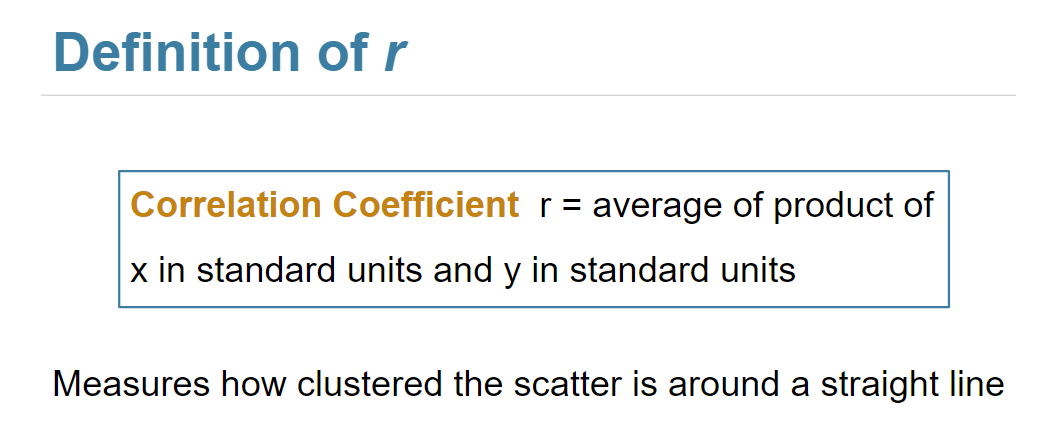 Definition of r
Correlation Coefficient r = average of product of
x in standard units and y in standard units
Measures how clustered the scatter is around a straight line